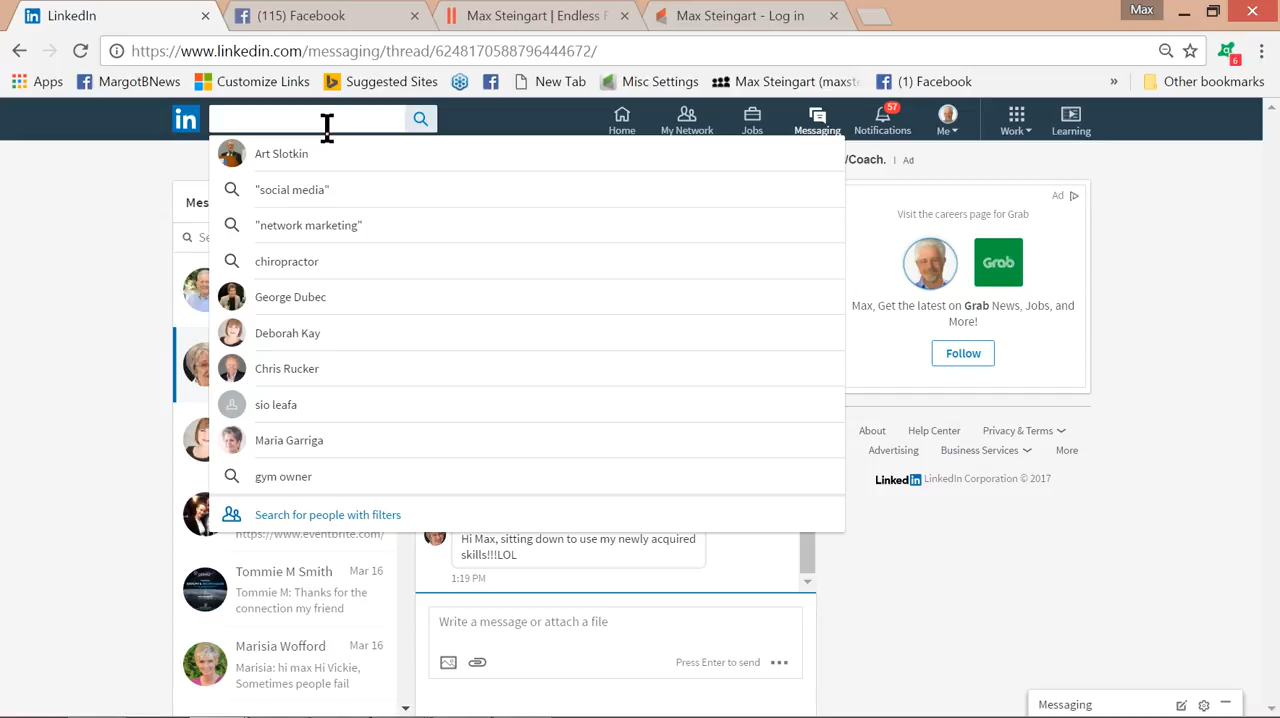 LinkedIn
(115) Facebook
Max Steingart | Endless F
Max Steingart - Log in
Max
https://www.linkedin.com/messaging/thread/6248170588796444672/
6
Apps
MargotBNews
Customize Links
Suggested Sites
New Tab
Misc Settings
Max Steingart (maxste
(1) Facebook
»
Other bookmarks
in
Home
My Network
Jobs
Messaging
57
Notifications
Me
Work
Learning
Art Slotkin
"social media"
"network marketing"
chiropractor
George Dubec
Deborah Kay
Chris Rucker
sio leafa
Maria Garriga
gym owner
Search for people with filters
Mes
Se
https://www.eventbrite.com/
Tommie M Smith Mar 16
Tommie M: Thanks for the
connection my friend
Marisia Wofford Mar 16
Marisia: hi max Hi Vickie,
Sometimes people fail
Hi Max, sitting down to use my newly acquired
skills!!!LOL
1:19 PM
Write a message or attach a file
Press Enter to send
/Coach. | Ad
Ad
Visit the careers page for Grab
Grab
Max, Get the latest on Grab News, Jobs, and
More!
Follow
About Help Center Privacy & Terms
Advertising Business Services More
Linkedin LinkedIn Corporation © 2017
Messaging